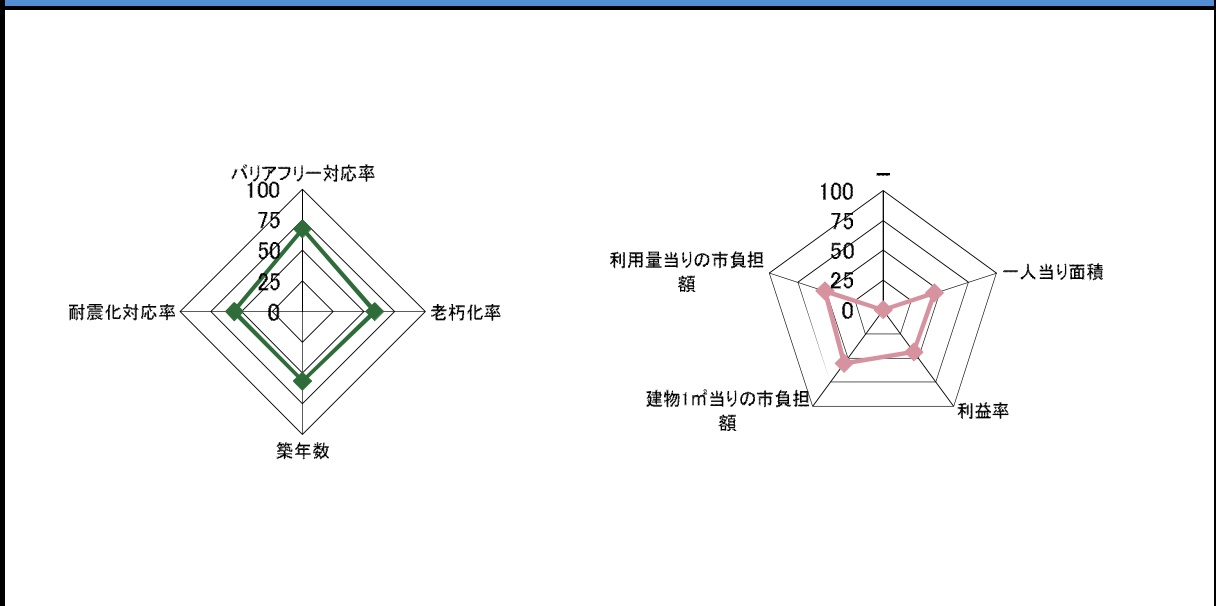 バリアフリー対応率
100
75
50
25
0
耐震化対応率
老朽化率
築年数
ー
100
75
50
25
0
利用量当りの市負担
額
一人当り面積
建物1㎡当りの市負担
額
利益率